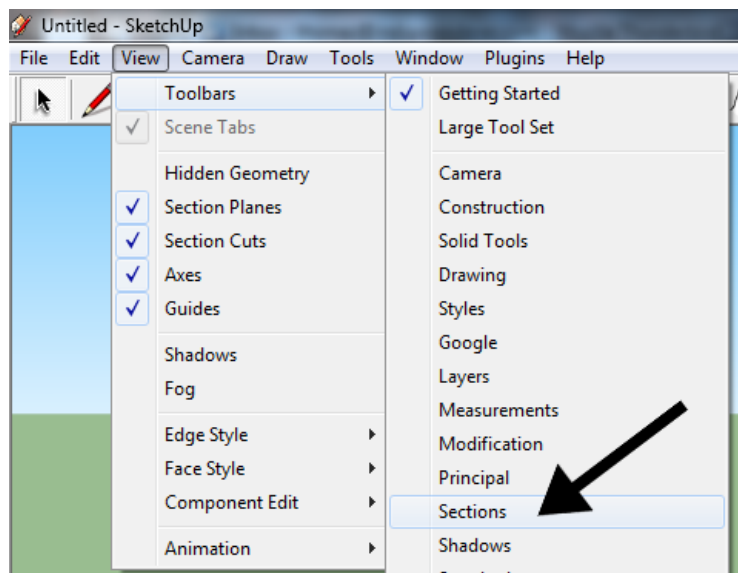 Untitled - SketchUp
File Edit View Camera Draw Tools Window Plugins Help
Toolbars
Scene Tabs
Hidden Geometry
Section Planes
Section Cuts
Axes
Guides
Shadows
Fog
Edge Style
Face Style
Component Edit
Animation
Getting Started
Large Tool Set
Camera
Construction
Solid Tools
Drawing
Styles
Google
Layers
Measurements
Modification
Principal
Sections
Shadows